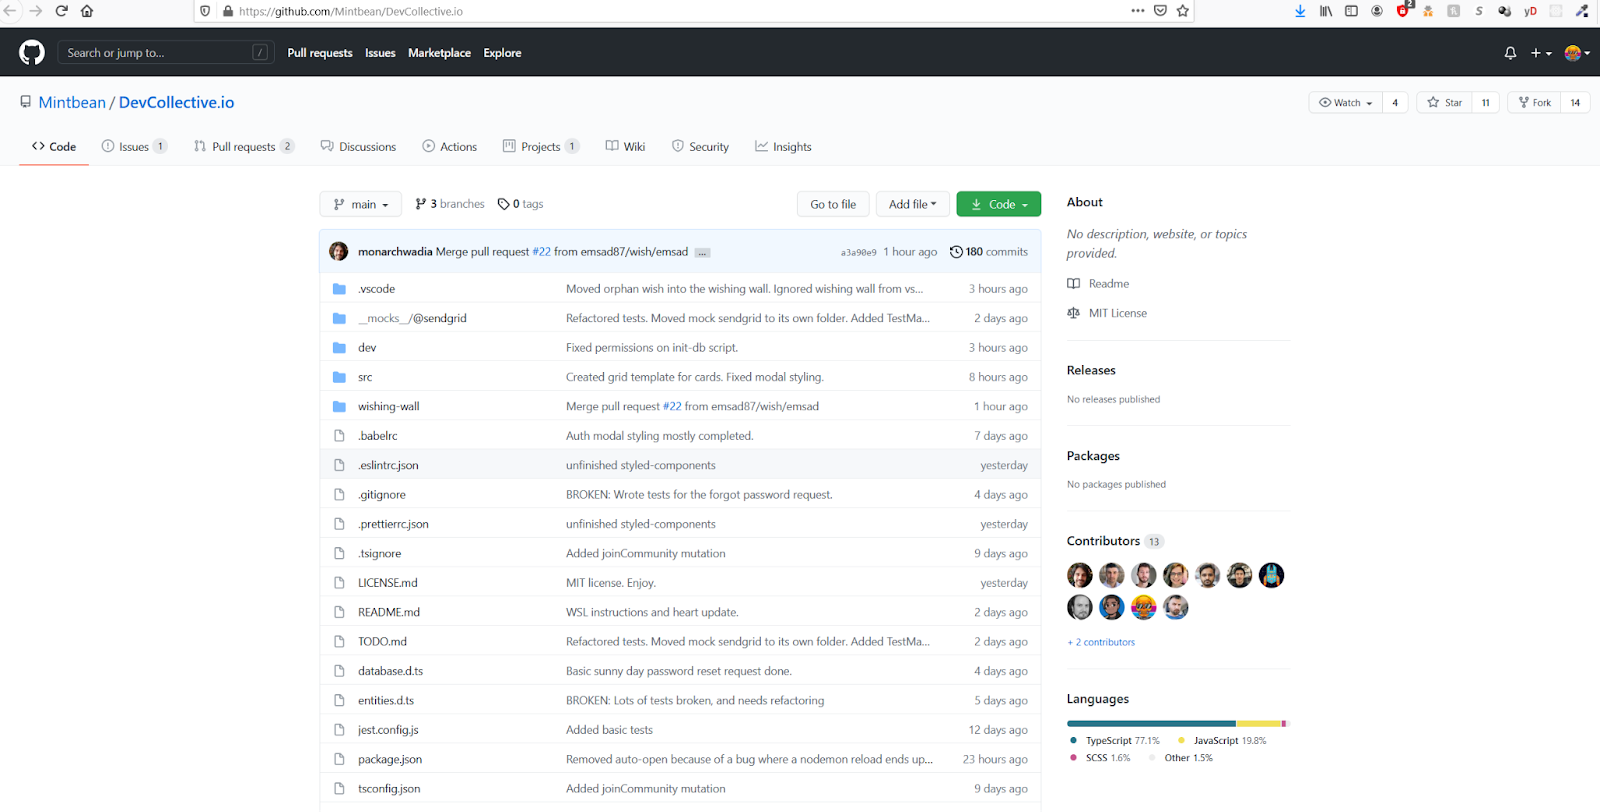 https://github.com/Mintbean/DevCollective.io
2
yD
Search or jump to... /
Pull requests Issues Marketplace Explore
Mintbean / DevCollective.io
Watch 4 Star 11 Fork 14
Code Issues 1 Pull requests 2 Discussions Actions Projects 1 Wiki Security Insights
main 3 branches 0 tags Go to file Add file Code
monarchwadia Merge pull request #22 from emsad87/wish/emsad ... a3a90e9 1 hour ago 180 commits
.vscode Moved orphan wish into the wishing wall. Ignored wishing wall from vs... 3 hours ago
__mocks__/@sendgrid Refactored tests. Moved mock sendgrid to its own folder. Added TestMa... 2 days ago
dev Fixed permissions on init-db script. 3 hours ago
src Created grid template for cards. Fixed modal styling. 8 hours ago
wishing-wall Merge pull request #22 from emsad87/wish/emsad 1 hour ago
.babelrc Auth modal styling mostly completed. 7 days ago
.eslintrc.json unfinished styled-components yesterday
.gitignore BROKEN: Wrote tests for the forgot password request. 4 days ago
.prettierrc.json unfinished styled-components yesterday
.tsignore Added joinCommunity mutation 9 days ago
LICENSE.md MIT license. Enjoy. yesterday
README.md WSL instructions and heart update. 2 days ago
TODO.md Refactored tests. Moved mock sendgrid to its own folder. Added TestMa... 2 days ago
database.d.ts Basic sunny day password reset request done. 4 days ago
entities.d.ts BROKEN: Lots of tests broken, and needs refactoring 5 days ago
jest.config.js Added basic tests 12 days ago
package.json Removed auto-open because of a bug where a nodemon reload ends up... 23 hours ago
tsconfig.json Added joinCommunity mutation 9 days ago
About
No description, website, or topics
provided.
Readme
MIT License
Releases
No releases published
Packages
No packages published
Contributors 13
+ 2 contributors
Languages
TypeScript 77.1% JavaScript 19.8%
SCSS 1.6% Other 1.5%